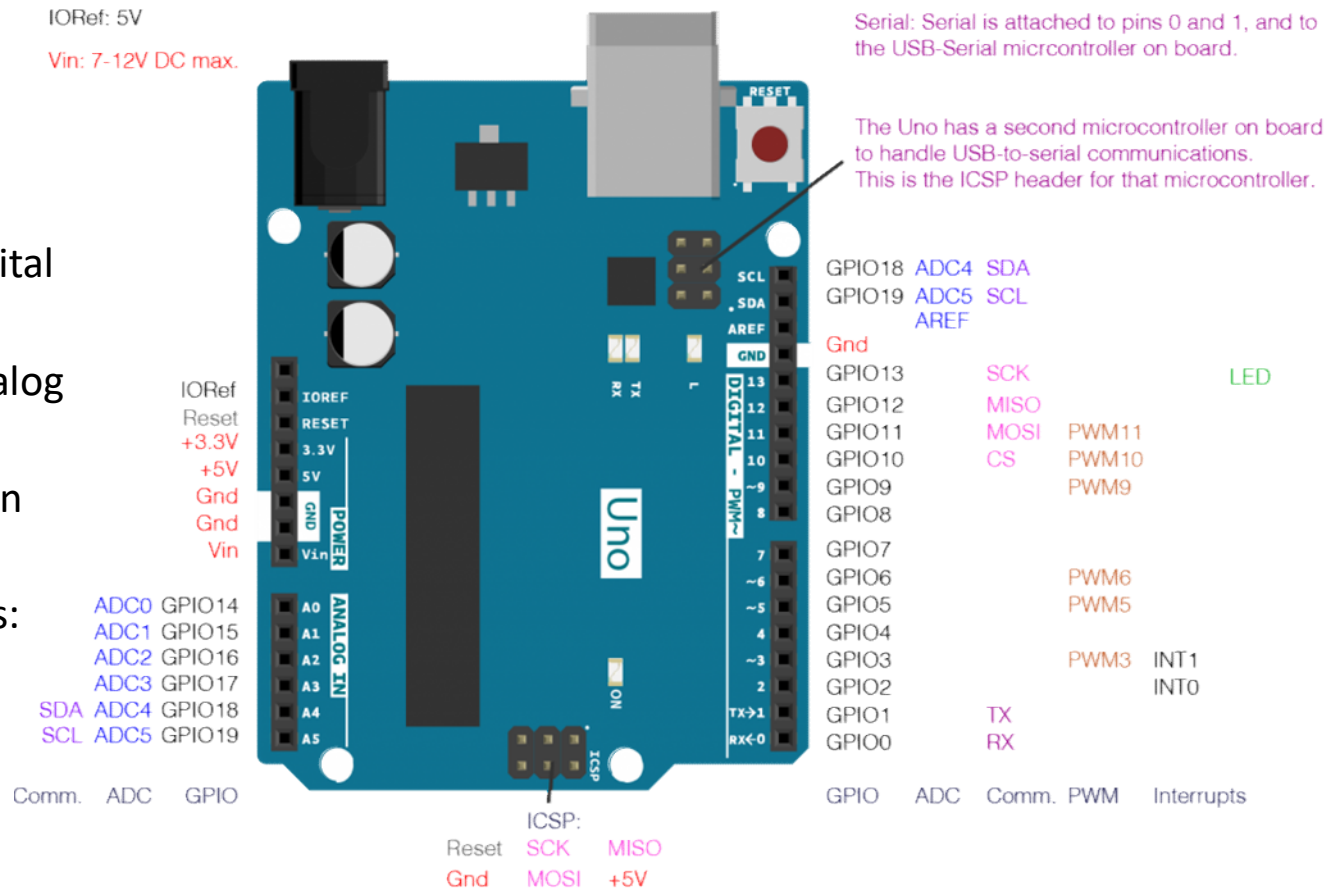 IORef: 5V
Vin: 7-12V DC max.
Serial: Serial is attached to pins 0 and 1, and to
the USB-Serial micrcontroller on board.
The Uno has a second microcontroller on board
to handle USB-to-serial communications.
This is the ICSP header for that microcontroller.
ital
alog
n
s:
IORef
Reset
+3.3V
+5V
Gnd
Gnd
Vin
ADC0 GPIO14
ADC1 GPIO15
ADC2 GPIO16
ADC3 GPIO17
SDA ADC4 GPIO18
SCL ADC5 GPIO19
Comm. ADC GPIO
RESET
IOREF
RESET
3.3V
5V
GND
Vin
POWER
A0
A1
A2
A3
A4
A5
ANALOG IN
RX
TX
L
Uno
ON
ICSP
SCL
SDA
AREF
GND
13
12
11
10
~9
8
7
~6
~5
4
~3
2
TX→1
RX←0
DIGITAL - PWM~
GPIO18 ADC4 SDA
GPIO19 ADC5 SCL
AREF
Gnd
GPIO13 SCK LED
GPIO12 MISO
GPIO11 MOSI PWM11
GPIO10 CS PWM10
GPIO9 PWM9
GPIO8
GPIO7
GPIO6 PWM6
GPIO5 PWM5
GPIO4
GPIO3 PWM3 INT1
GPIO2 INT0
GPIO1 TX
GPIO0 RX
GPIO ADC Comm. PWM Interrupts
ICSP:
Reset SCK MISO
Gnd MOSI +5V